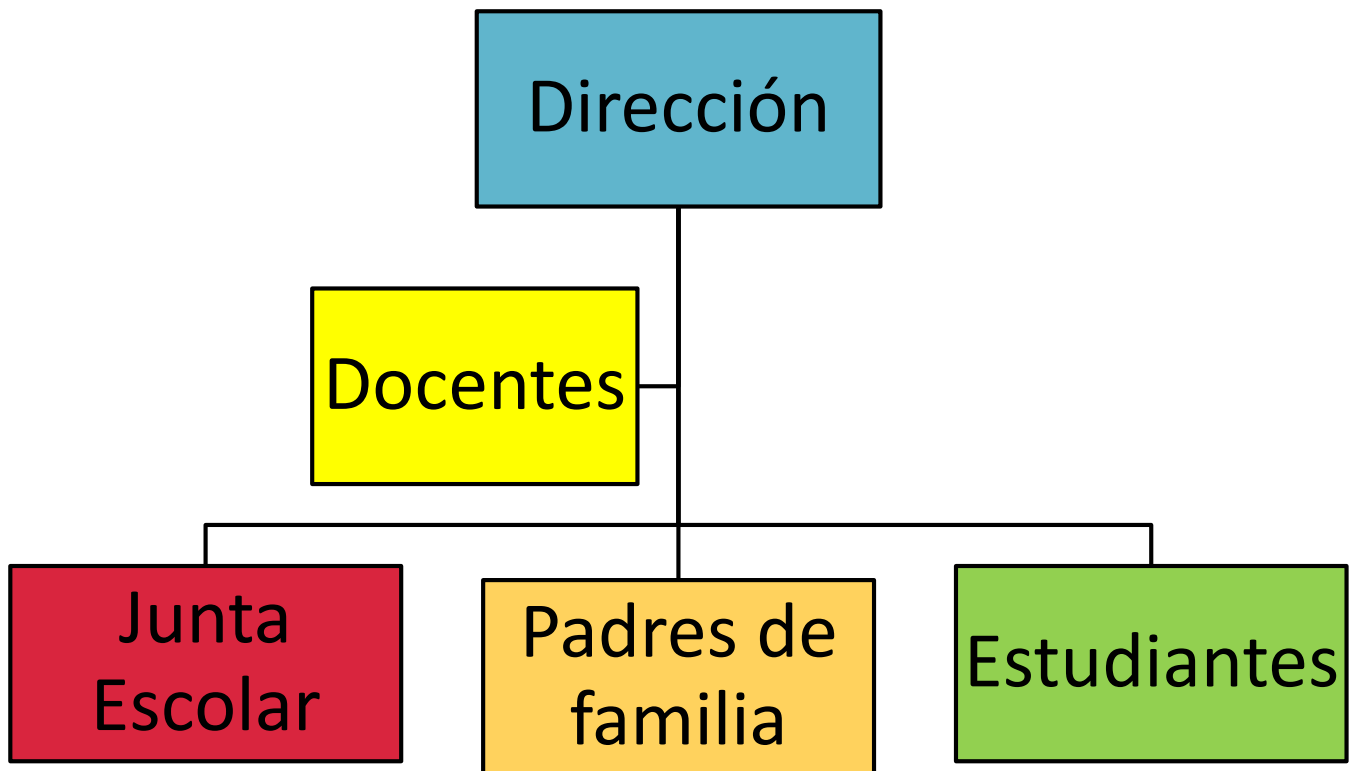 Dirección
Docentes
Junta
Escolar
Padres de
familia
Estudiantes